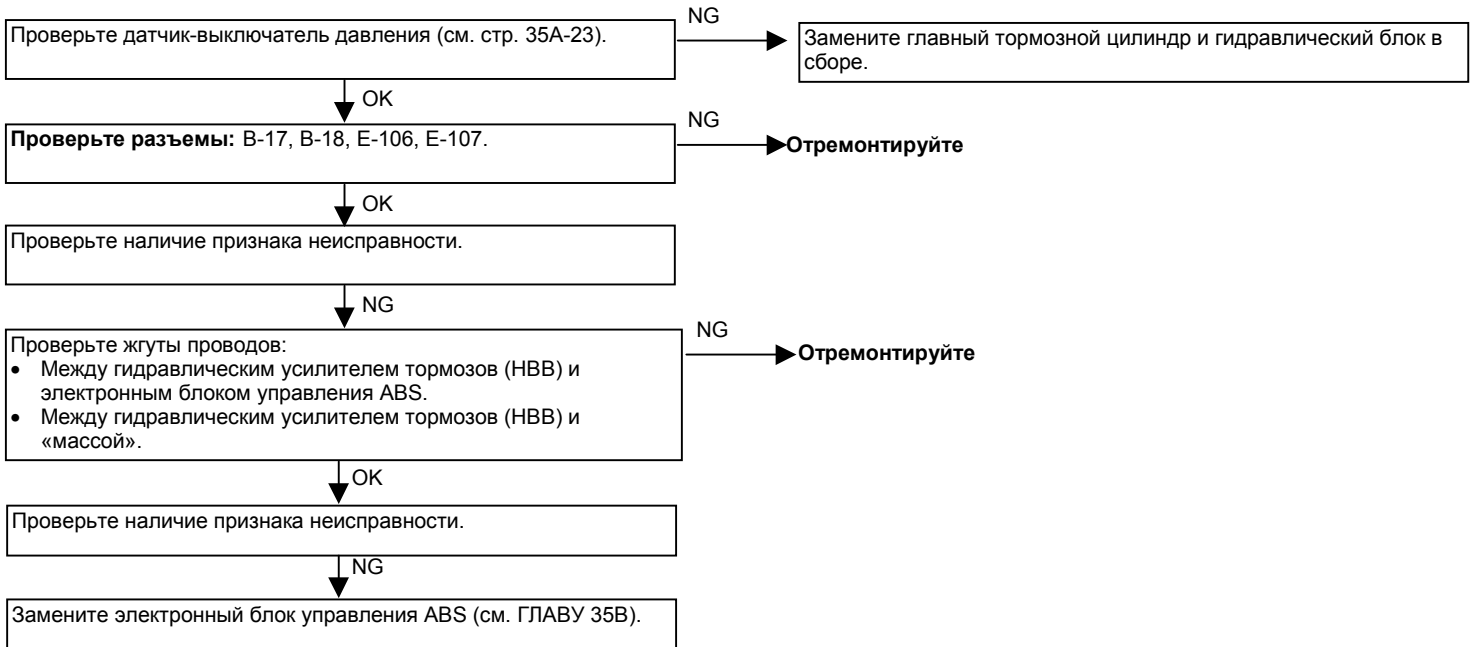 NG
Проверьте датчик-выключатель давления (см. стр. 35A-23).
Замените главный тормозной цилиндр и гидравлический блок в
сборе.
OK
NG
Проверьте разъемы: B-17, B-18, E-106, E-107.
Отремонтируйте
OK
Проверьте наличие признака неисправности.
NG
NG
Проверьте жгуты проводов:
• Между гидравлическим усилителем тормозов (HBB) и
электронным блоком управления ABS.
• Между гидравлическим усилителем тормозов (HBB) и
«массой».
Отремонтируйте
OK
Проверьте наличие признака неисправности.
NG
Замените электронный блок управления ABS (см. ГЛАВУ 35B).